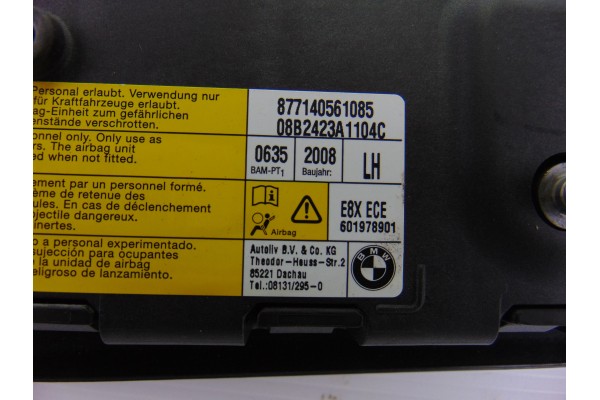 Personal erlaubt. Verwendung nur
für Kraftfahrzeuge erlaubt.
ag-Einheit zum gefährlichen
enstände verschrotten.
onnel only. Only use as
rs. The airbag unit
ed when not fitted.
ement par un personnel formé.
ème de retenue des
ules. En cas de déclenchement
ojectile dangereux.
inertes.
o a personal experimentado.
sujección para ocupantes
la unidad de airbag
eligroso de lanzamiento.
877140561085
08B2423A1104C
0635
BAM-PT1
2008
Baujahr:
LH
i
!
Airbag
E8X ECE
601978901
Autoliv B.V. & Co. KG
Theodor-Heuss-Str.2
85221 Dachau
Tel.:08131/295-0
BMW